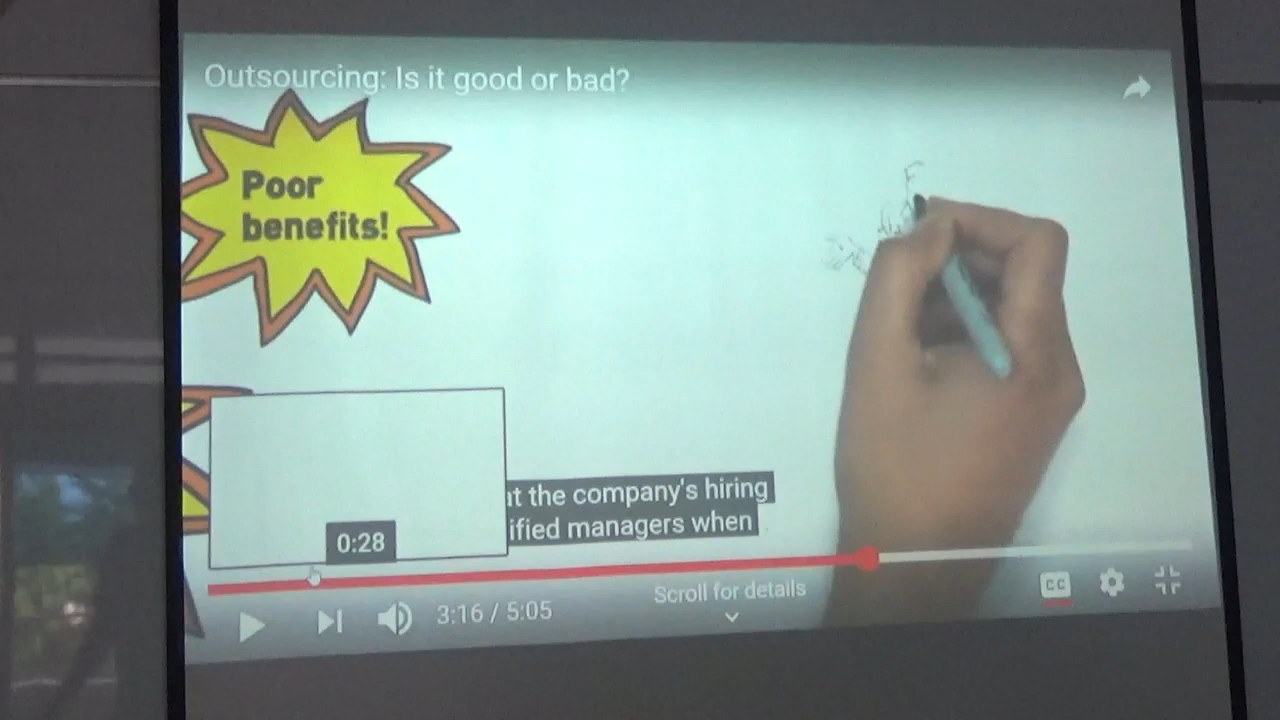 Outsourcing: Is it good or bad?
Poor
benefits!
the company's hiring
managers when
0:28
3:16 / 5:05
Scroll for details
CC